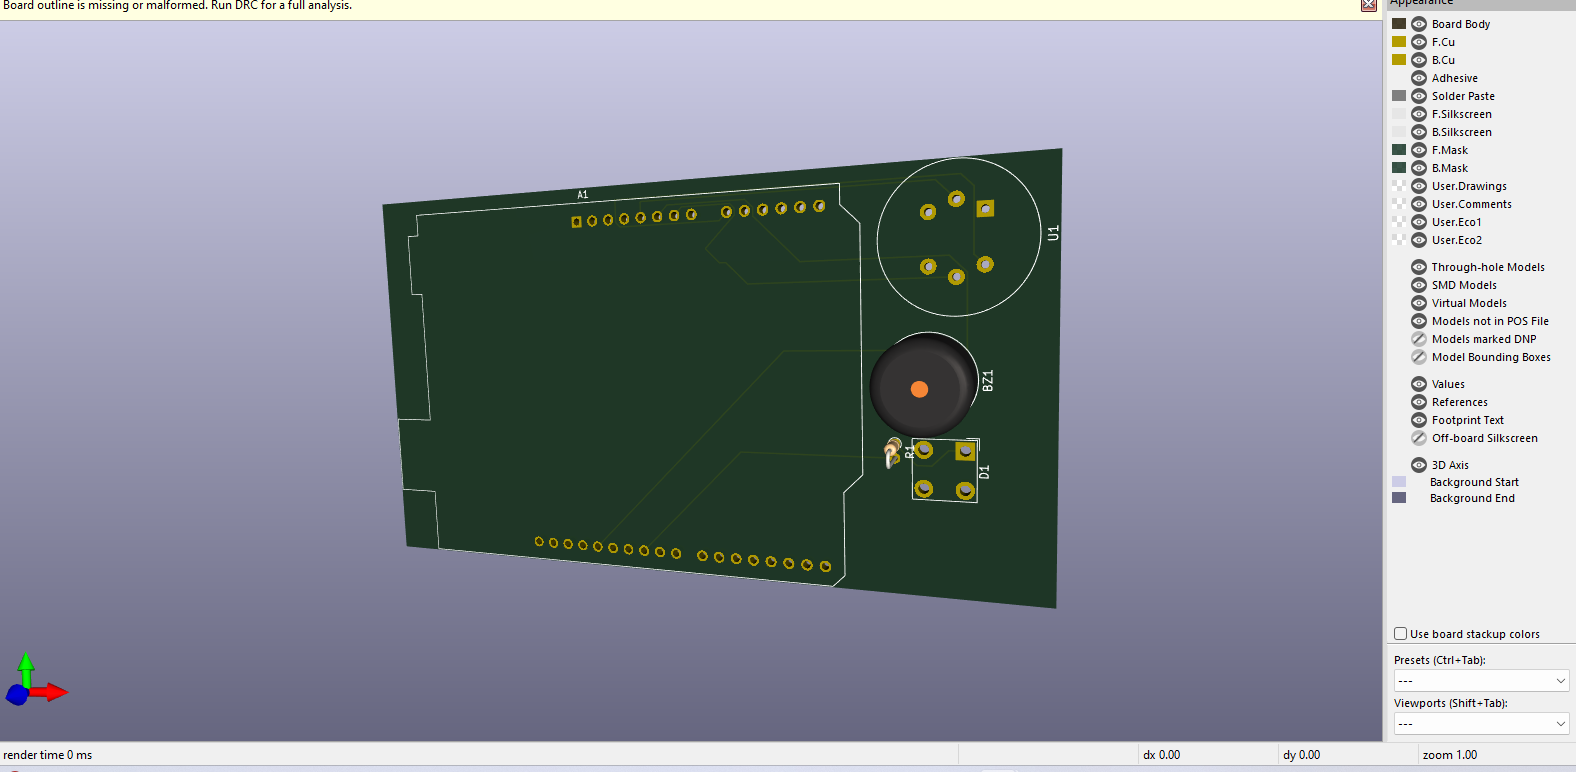 Board outline is missing or malformed. Run DRC for a full analysis.
Appearance
Board Body
F.Cu
B.Cu
Adhesive
Solder Paste
F.Silkscreen
B.Silkscreen
F.Mask
B.Mask
User.Drawings
User.Comments
User.Eco1
User.Eco2
Through-hole Models
SMD Models
Virtual Models
Models not in POS File
Models marked DNP
Model Bounding Boxes
Values
References
Footprint Text
Off-board Silkscreen
3D Axis
Background Start
Background End
Use board stackup colors
Presets (Ctrl+Tab):
---
Viewports (Shift+Tab):
---
A1
U1
BZ1
R1
D1
render time 0 ms
dx 0.00
dy 0.00
zoom 1.00